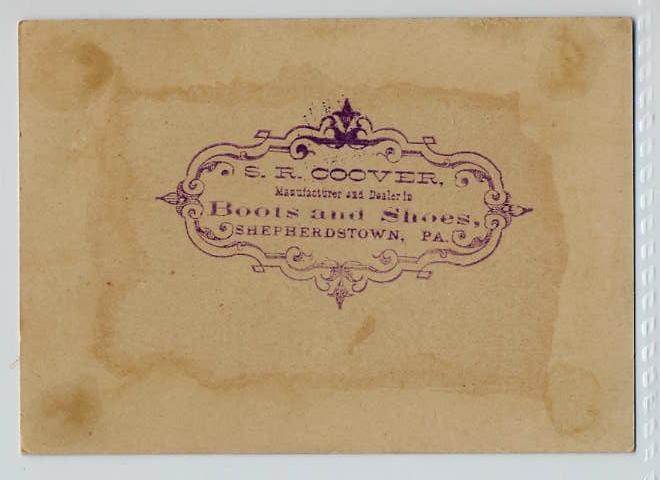 S. R. COOVER,
Manufacturer and Dealer in
Boots and Shoes,
SHEPHERDSTOWN, PA.